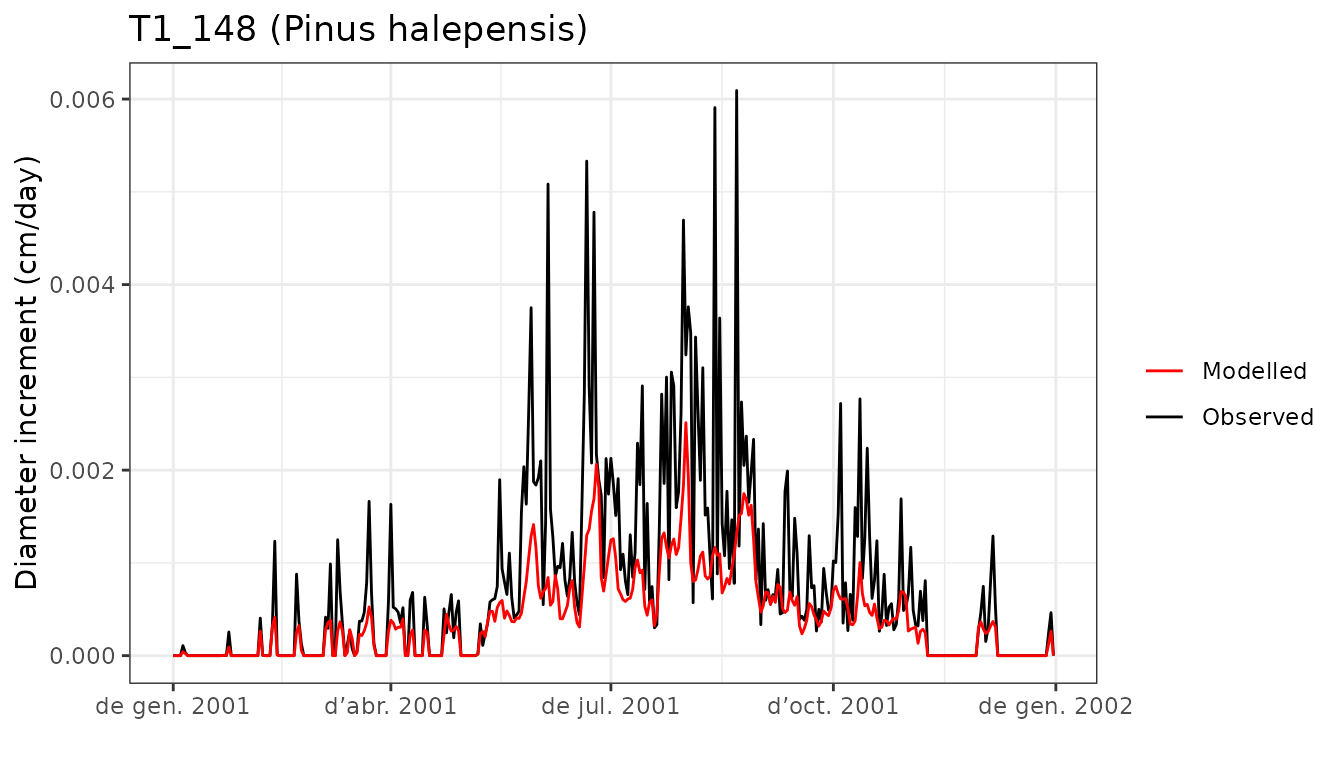 T1_148 (Pinus halepensis)
Diameter increment (cm/day)
0.006
0.004
0.002
0.000
de gen. 2001
d’abr. 2001
de jul. 2001
d’oct. 2001
de gen. 2002
Modelled
Observed